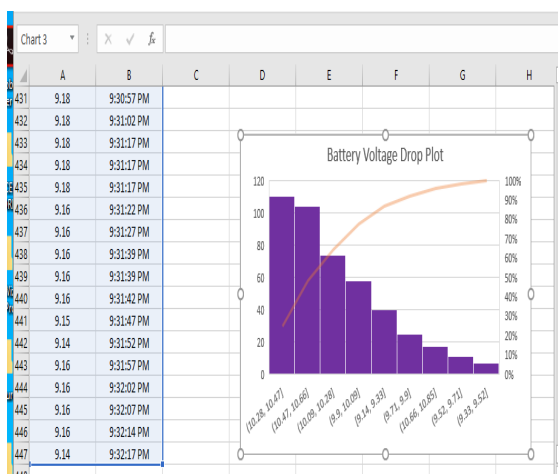 Chart 3
fx
A B C D E F G H
431 9.18 9:30:57 PM
432 9.18 9:31:02 PM
433 9.18 9:31:17 PM
434 9.18 9:31:17 PM
435 9.18 9:31:17 PM
436 9.16 9:31:22 PM
437 9.16 9:31:27 PM
438 9.16 9:31:39 PM
439 9.16 9:31:39 PM
440 9.16 9:31:42 PM
441 9.15 9:31:47 PM
442 9.14 9:31:52 PM
443 9.16 9:31:57 PM
444 9.16 9:32:02 PM
445 9.16 9:32:07 PM
446 9.16 9:32:14 PM
447 9.14 9:32:17 PM
Battery Voltage Drop Plot
120 100%
100 90%
80%
80 70%
60%
60 50%
40 40%
30%
20 20%
10%
0 0%
[10.28, 10.47]
(10.47, 10.66]
(10.09, 10.28]
(9.9, 10.09]
[9.14, 9.33]
(9.71, 9.9]
(10.66, 10.85]
(9.52, 9.71]
(9.33, 9.52]